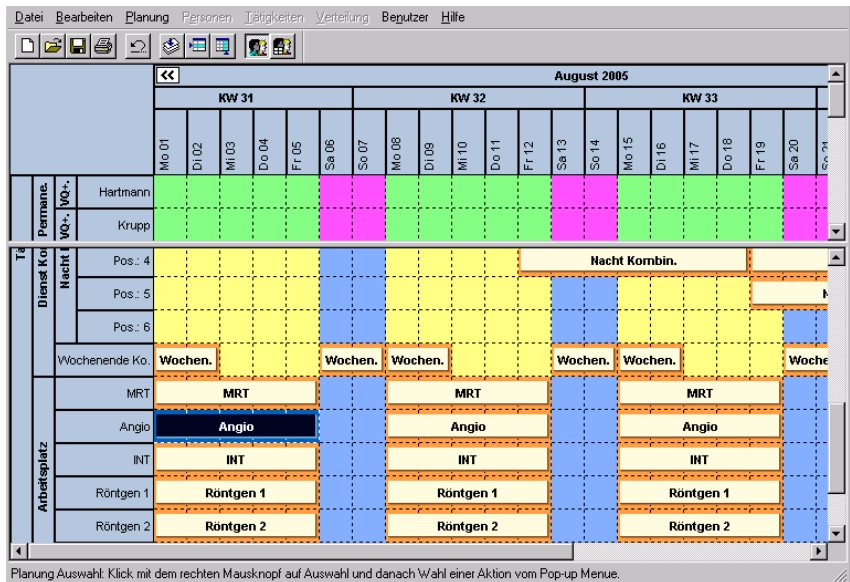 Datei Bearbeiten Planung Personen Tätigkeiten Verteilung Benutzer Hilfe
<< August 2005
KW 31 KW 32 KW 33
Mo 01 Di 02 Mi 03 Do 04 Fr 05 Sa 06 So 07 Mo 08 Di 09 Mi 10 Do 11 Fr 12 Sa 13 So 14 Mo 15 Di 16 Mi 17 Do 18 Fr 19 Sa 20 So 21
Permane. VQ+. Hartmann
VQ+. Krupp
Tä
Dienst Ko
Nacht
Pos.: 4 Nacht Kombin.
Pos.: 5
Pos.: 6
Wochenende Ko. Wochen. Wochen. Wochen. Wochen. Wochen. Woche
Arbeitsplatz
MRT MRT MRT MRT
Angio Angio Angio Angio
INT INT INT INT
Röntgen 1 Röntgen 1 Röntgen 1 Röntgen 1
Röntgen 2 Röntgen 2 Röntgen 2 Röntgen 2
Planung Auswahl: Klick mit dem rechten Mausknopf auf Auswahl und danach Wahl einer Aktion vom Pop-up Menue.